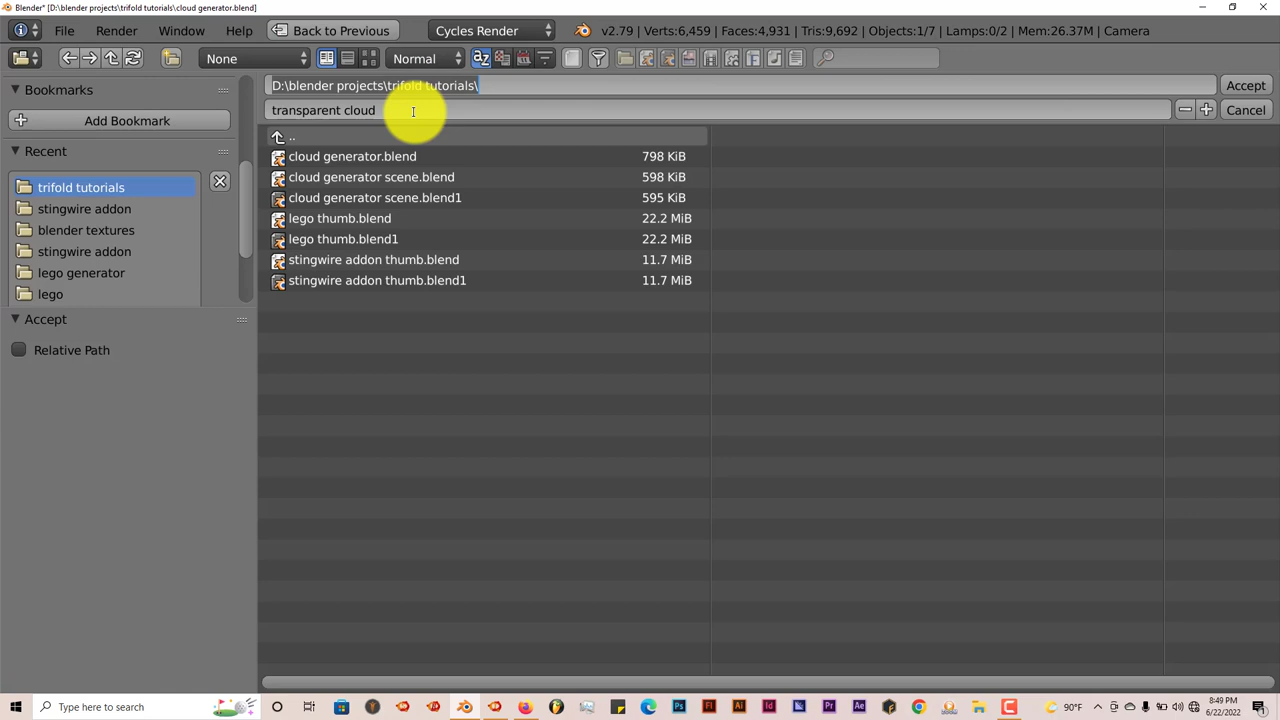 Blender* [D:\blender projects\trifold tutorials\cloud generator.blend]
File Render Window Help Back to Previous Cycles Render v2.79 | Verts:6,459 | Faces:4,931 | Tris:9,692 | Objects:1/7 | Lamps:0/2 | Mem:26.37M | Camera
None Normal
Bookmarks
Add Bookmark
Recent
trifold tutorials
stingwire addon
blender textures
stingwire addon
lego generator
lego
Accept
Relative Path
D:\blender projects\trifold tutorials\ Accept
transparent cloud Cancel
..
cloud generator.blend 798 KiB
cloud generator scene.blend 598 KiB
cloud generator scene.blend1 595 KiB
lego thumb.blend 22.2 MiB
lego thumb.blend1 22.2 MiB
stingwire addon thumb.blend 11.7 MiB
stingwire addon thumb.blend1 11.7 MiB
Type here to search
90°F
8:49 PM
6/22/2022